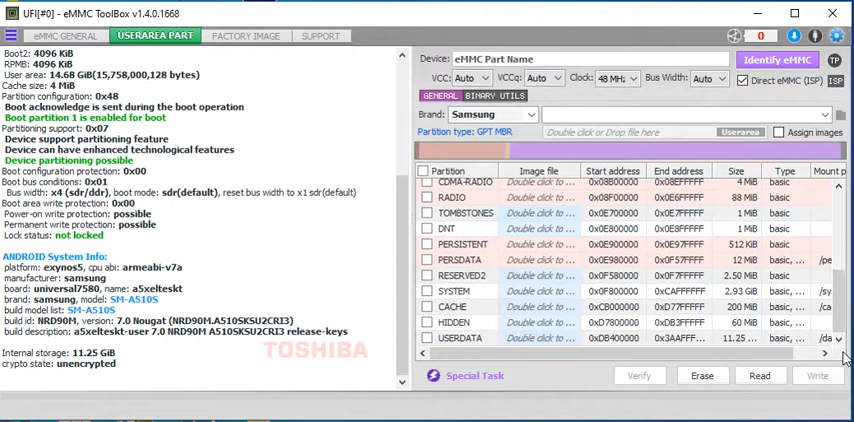 UFI[#0] - eMMC ToolBox v1.4.0.1668
eMMC GENERAL USERAREA PART FACTORY IMAGE SUPPORT 0
Boot2: 4096 KiB
RPMB: 4096 KiB
User area: 14.68 GiB(15,758,000,128 bytes)
Cache size: 4 MiB
Partition configuration: 0x48
Boot acknowledge is sent during the boot operation
Boot partition 1 is enabled for boot
Partitioning support: 0x07
Device support partitioning feature
Device can have enhanced technological features
Device partitioning possible
Boot configuration protection: 0x00
Boot bus conditions: 0x01
Bus width: x4 (sdr/ddr), boot mode: sdr(default), reset bus width to x1 sdr(default)
Boot area write protection: 0x00
Power-on write protection: possible
Permanent write protection: possible
Lock status: not locked
ANDROID System Info:
platform: exynos5, cpu abi: armeabi-v7a
manufacturer: samsung
board: universal7580, name: a5xelteskt
brand: samsung, model: SM-A510S
build model list: SM-A510S
build id: NRD90M, version: 7.0 Nougat (NRD90M.A510SKSU2CRI3)
build description: a5xelteskt-user 7.0 NRD90M A510SKSU2CRI3 release-keys
Internal storage: 11.25 GiB
crypto state: unencrypted
TOSHIBA
Device: eMMC Part Name Identify eMMC TP
VCC: Auto VCCq: Auto Clock: 48 MHz Bus Width: Auto Direct eMMC (ISP) ISP
GENERAL BINARY UTILS
Brand: Samsung
Partition type: GPT MBR Double click or Drop file here Userarea Assign images
Partition Image file Start address End address Size Type Mount p
CDMA-RADIO Double click to ... 0x08B00000 0x08EFFFFF 4 MiB basic
RADIO Double click to ... 0x08F00000 0x0E6FFFFF 88 MiB basic
TOMBSTONES Double click to ... 0x0E700000 0x0E7FFFFF 1 MiB basic
DNT Double click to ... 0x0E800000 0x0E8FFFFF 1 MiB basic
PERSISTENT Double click to ... 0x0E900000 0x0E97FFFF 512 KiB basic
PERSDATA Double click to ... 0x0E980000 0x0F57FFFF 12 MiB basic, /pe
RESERVED2 Double click to ... 0x0F580000 0x0F7FFFFF 2.50 MiB basic
SYSTEM Double click to ... 0x0F800000 0xCAFFFFFF 2.93 GiB basic, ... /sy
CACHE Double click to ... 0xCB000000 0xD77FFFFF 200 MiB basic, ... /ca
HIDDEN Double click to ... 0xD7800000 0xDB3FFFFF 60 MiB basic, ...
USERDATA Double click to ... 0xDB400000 0x3AAFFF... 11.25 ... basic, ... /da
Special Task Verify Erase Read Write